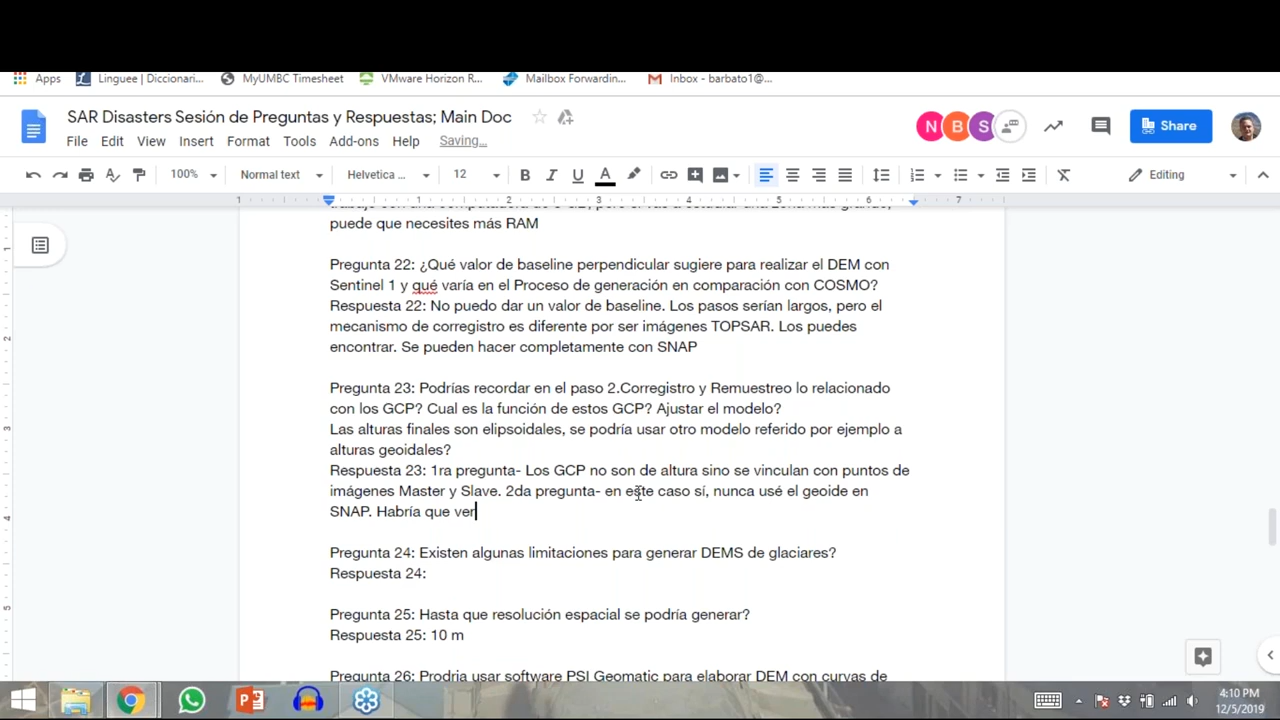 Apps Linguee | Diccionari... MyUMBC Timesheet VMware Horizon R... Mailbox Forwardin... Inbox - barbato1@...
SAR Disasters Sesión de Preguntas y Respuestas; Main Doc
N B S Share
File Edit View Insert Format Tools Add-ons Help Saving...
100% Normal text Helvetica ... 12 B I U A Editing
1 1 2 3 4 5 6 7
puede que necesites más RAM
Pregunta 22: ¿Qué valor de baseline perpendicular sugiere para realizar el DEM con
Sentinel 1 y qué varía en el Proceso de generación en comparación con COSMO?
Respuesta 22: No puedo dar un valor de baseline. Los pasos serían largos, pero el
mecanismo de corregistro es diferente por ser imágenes TOPSAR. Los puedes
encontrar. Se pueden hacer completamente con SNAP
Pregunta 23: Podrías recordar en el paso 2.Corregistro y Remuestreo lo relacionado
con los GCP? Cual es la función de estos GCP? Ajustar el modelo?
Las alturas finales son elipsoidales, se podría usar otro modelo referido por ejemplo a
alturas geoidales?
Respuesta 23: 1ra pregunta- Los GCP no son de altura sino se vinculan con puntos de
imágenes Master y Slave. 2da pregunta- en este caso sí, nunca usé el geoide en
SNAP. Habría que ver
Pregunta 24: Existen algunas limitaciones para generar DEMS de glaciares?
Respuesta 24:
Pregunta 25: Hasta que resolución espacial se podría generar?
Respuesta 25: 10 m
Pregunta 26: Prodria usar software PSI Geomatic para elaborar DEM con curvas de
4:10 PM
12/5/2019